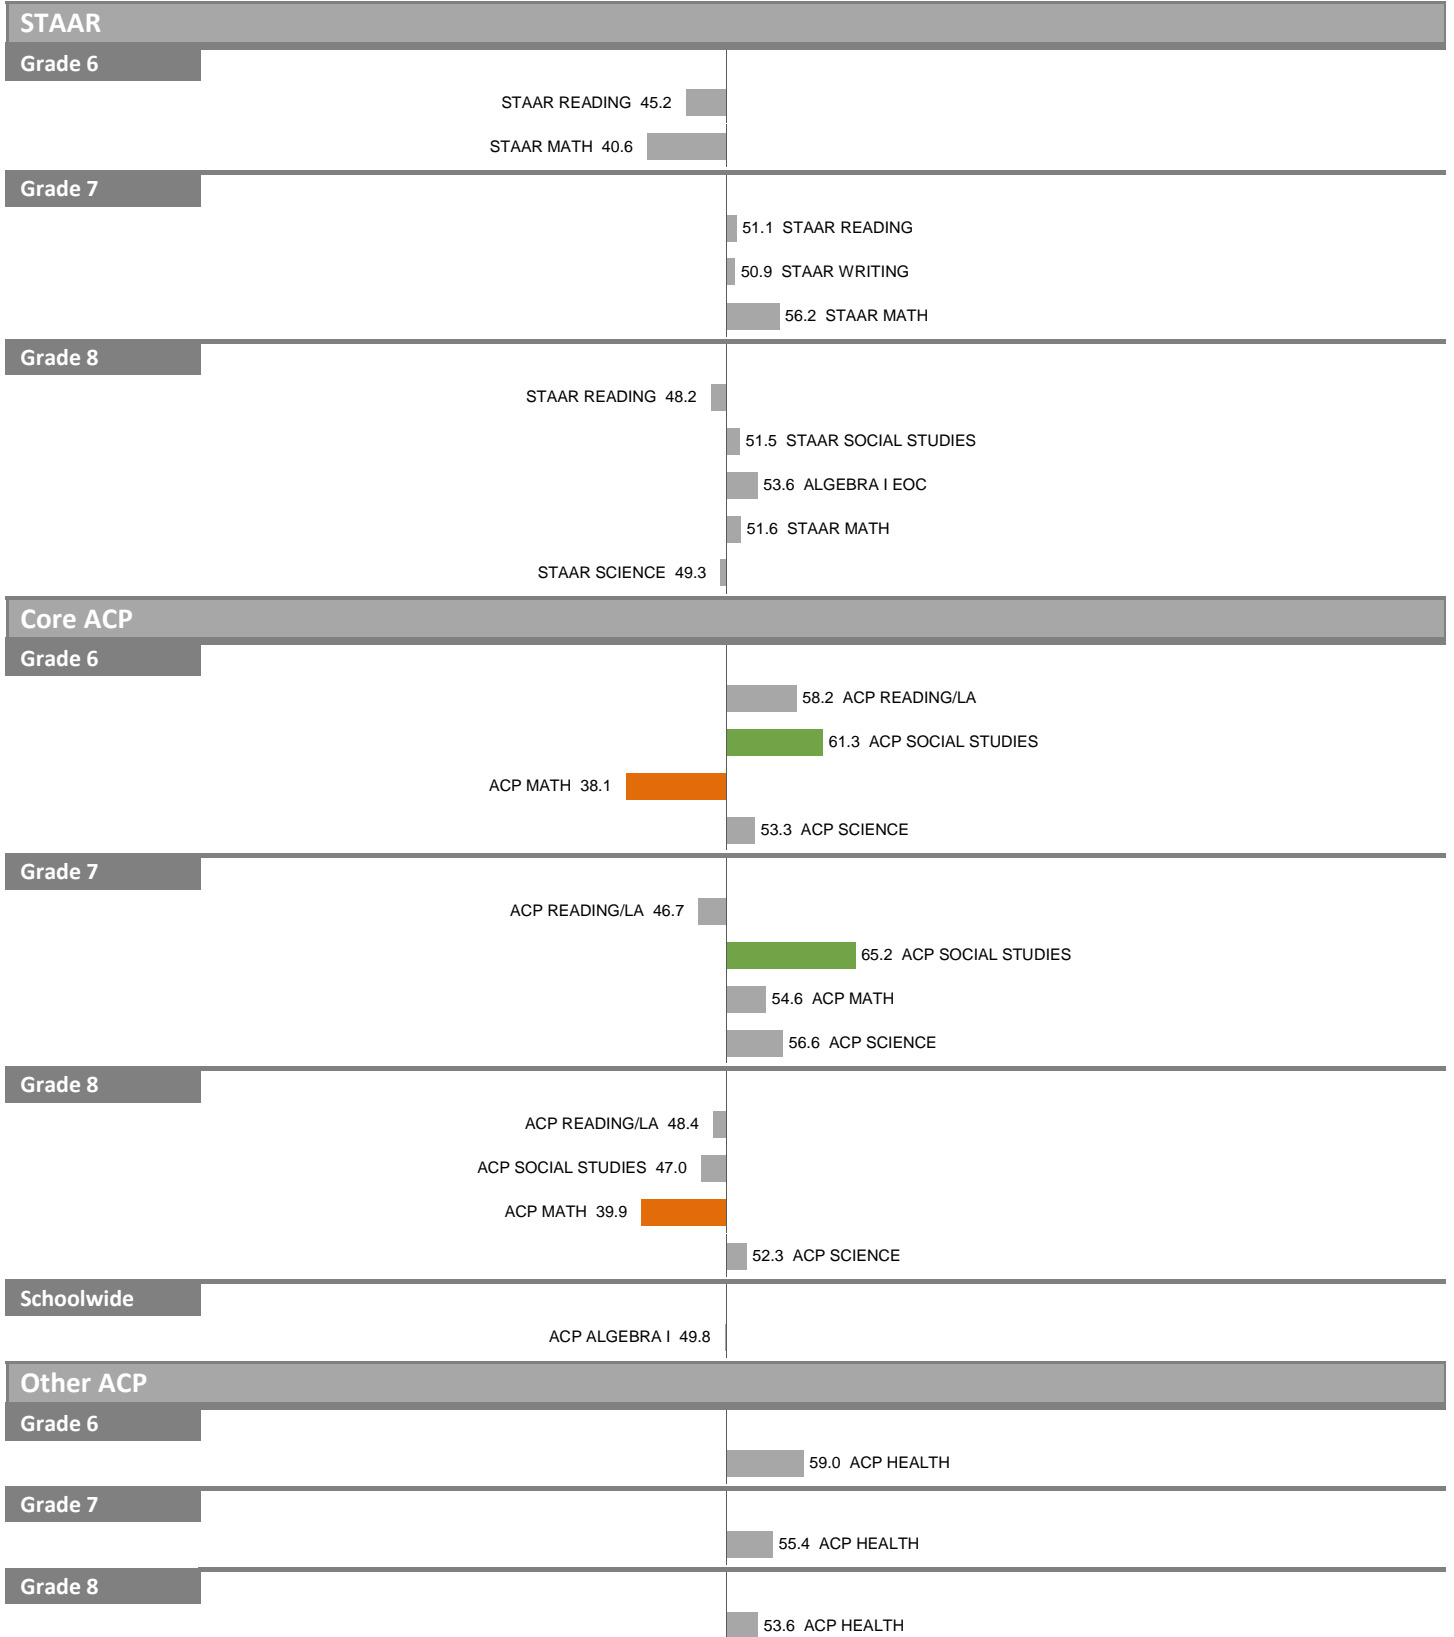 STAAR
Grade 6
STAAR READING 45.2
STAAR MATH 40.6
Grade 7
51.1 STAAR READING
50.9 STAAR WRITING
56.2 STAAR MATH
Grade 8
STAAR READING 48.2
51.5 STAAR SOCIAL STUDIES
53.6 ALGEBRA I EOC
51.6 STAAR MATH
STAAR SCIENCE 49.3
Core ACP
Grade 6
58.2 ACP READING/LA
61.3 ACP SOCIAL STUDIES
ACP MATH 38.1
53.3 ACP SCIENCE
Grade 7
ACP READING/LA 46.7
65.2 ACP SOCIAL STUDIES
54.6 ACP MATH
56.6 ACP SCIENCE
Grade 8
ACP READING/LA 48.4
ACP SOCIAL STUDIES 47.0
ACP MATH 39.9
52.3 ACP SCIENCE
Schoolwide
ACP ALGEBRA I 49.8
Other ACP
Grade 6
59.0 ACP HEALTH
Grade 7
55.4 ACP HEALTH
Grade 8
53.6 ACP HEALTH